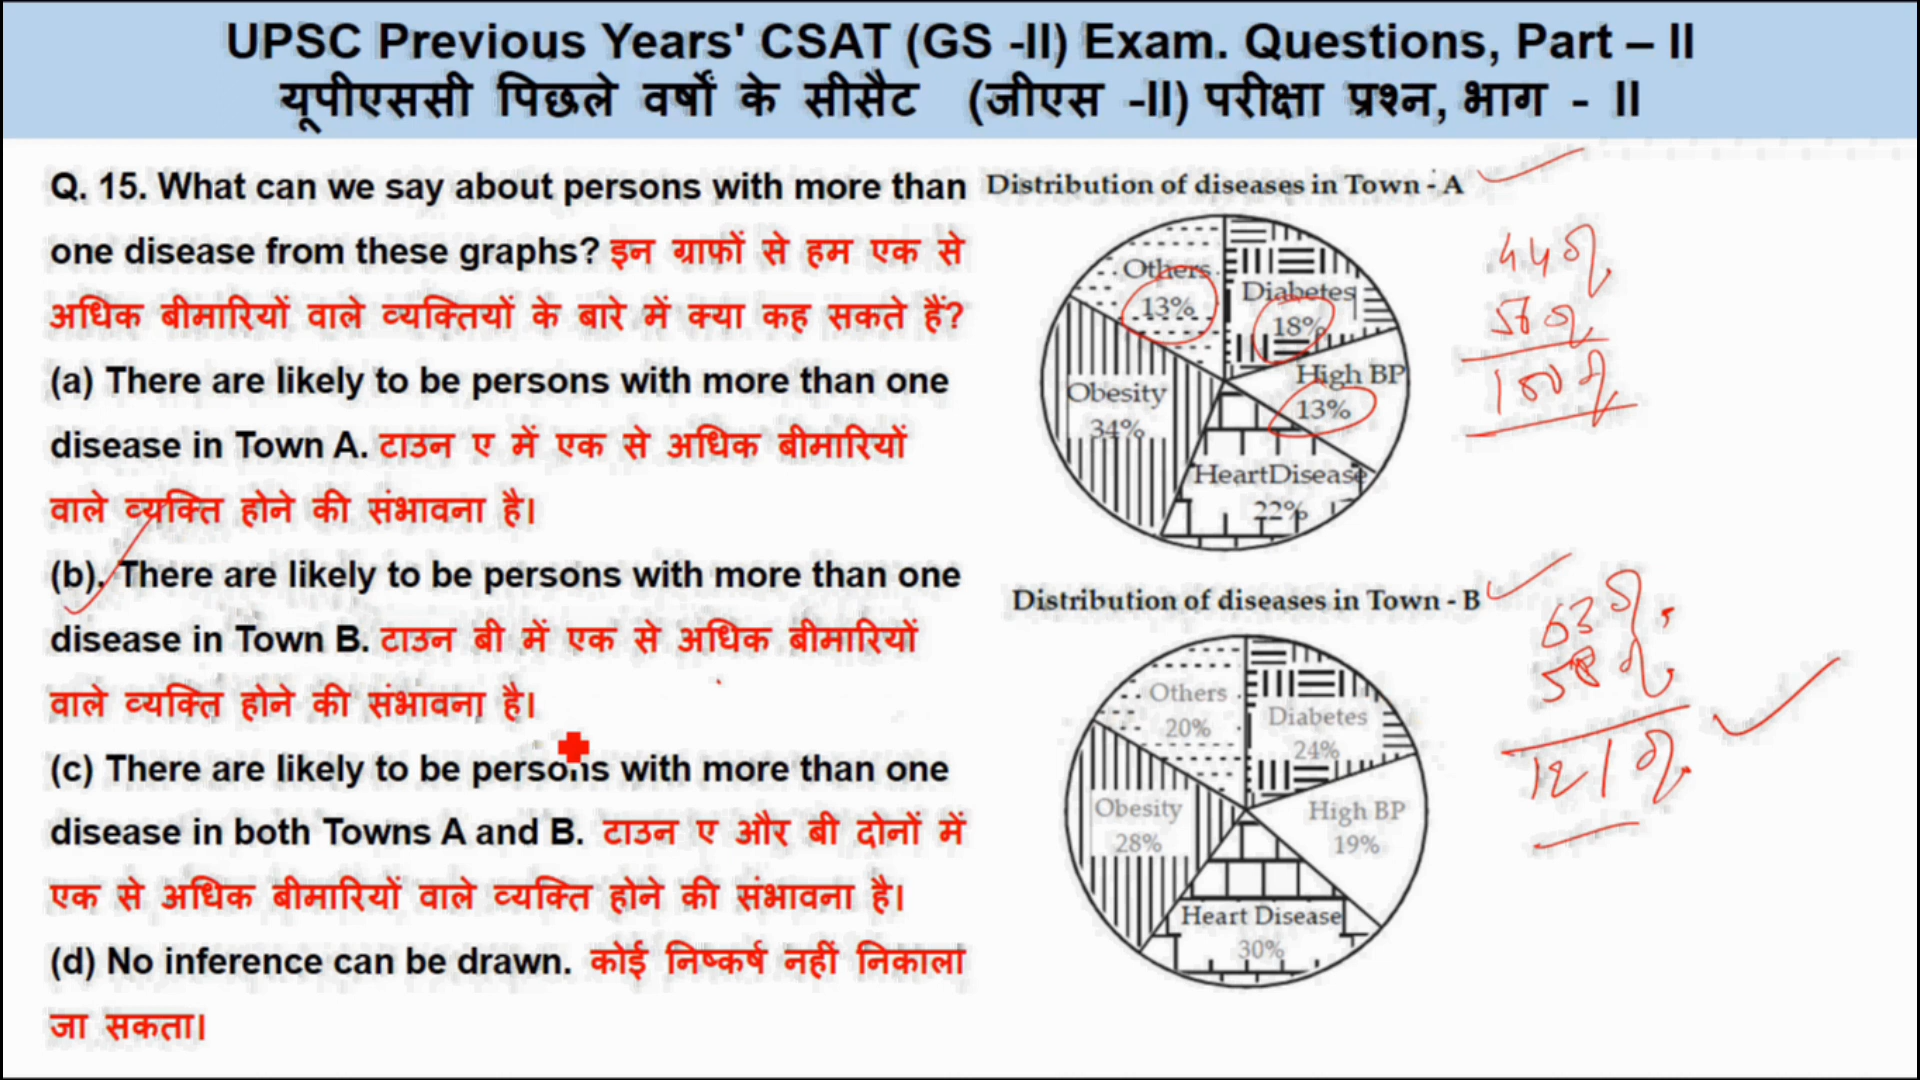 UPSC Previous Years' CSAT (GS -II) Exam. Questions, Part – II
यूपीएससी पिछले वर्षों के सीसैट (जीएस -II) परीक्षा प्रश्न, भाग - II
Q. 15. What can we say about persons with more than
one disease from these graphs? इन ग्राफों से हम एक से
अधिक बीमारियों वाले व्यक्तियों के बारे में क्या कह सकते हैं?
(a) There are likely to be persons with more than one
disease in Town A. टाउन ए में एक से अधिक बीमारियों
वाले व्यक्ति होने की संभावना है।
(b). There are likely to be persons with more than one
disease in Town B. टाउन बी में एक से अधिक बीमारियों
वाले व्यक्ति होने की संभावना है।
(c) There are likely to be persons with more than one
disease in both Towns A and B. टाउन ए और बी दोनों में
एक से अधिक बीमारियों वाले व्यक्ति होने की संभावना है।
(d) No inference can be drawn. कोई निष्कर्ष नहीं निकाला
जा सकता।
Distribution of diseases in Town - A
Others
13%
Diabetes
18%
High BP
13%
Obesity
34%
HeartDisease
22%
44%
56%
100%
Distribution of diseases in Town - B
Others
20%
Diabetes
24%
High BP
19%
Obesity
28%
Heart Disease
30%
63%
58%
121%